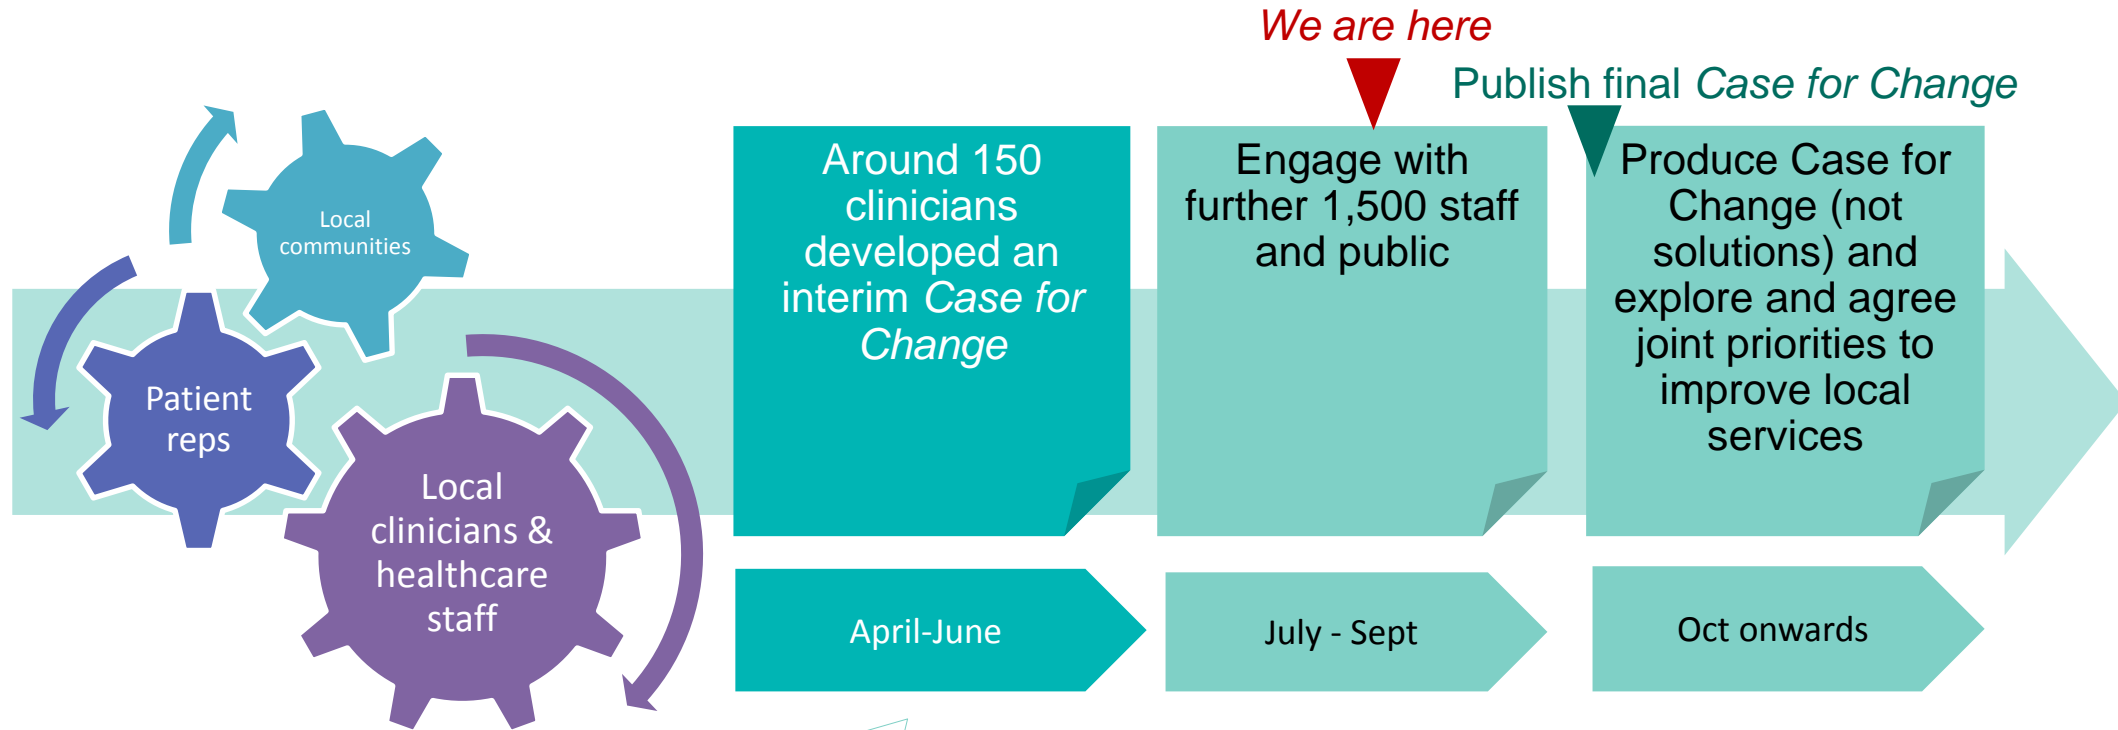 We are here
Publish final Case for Change
Local
communities
Patient
reps
Local
clinicians &
healthcare
staff
Around 150
clinicians
developed an
interim Case for
Change
Engage with
further 1,500 staff
and public
Produce Case for
Change (not
solutions) and
explore and agree
joint priorities to
improve local
services
April-June
July - Sept
Oct onwards